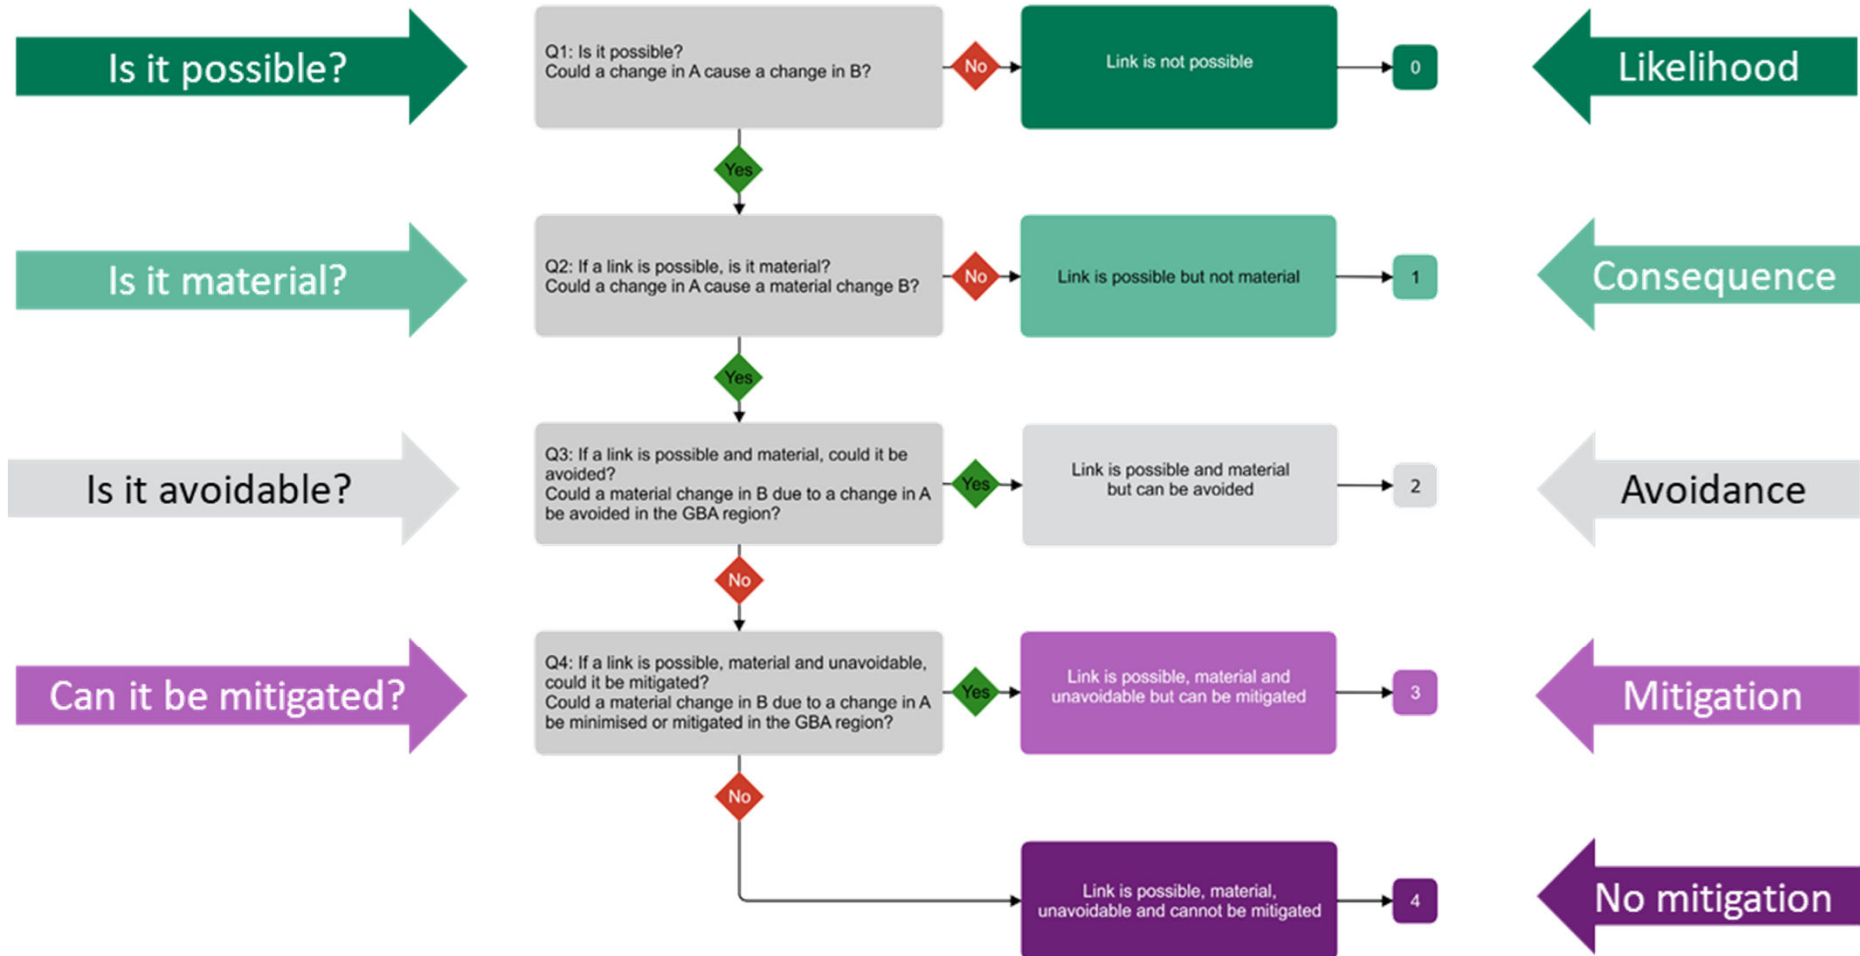 Is it possible?
Q1: Is it possible?
Could a change in A cause a change in B?
No
Link is not possible
0
Likelihood
Yes
Is it material?
Q2: If a link is possible, is it material?
Could a change in A cause a material change B?
No
Link is possible but not material
1
Consequence
Yes
Is it avoidable?
Q3: If a link is possible and material, could it be
avoided?
Could a material change in B due to a change in A
be avoided in the GBA region?
Yes
Link is possible and material
but can be avoided
2
Avoidance
No
Can it be mitigated?
Q4: If a link is possible, material and unavoidable,
could it be mitigated?
Could a material change in B due to a change in A
be minimised or mitigated in the GBA region?
Yes
Link is possible, material and
unavoidable but can be mitigated
3
Mitigation
No
Link is possible, material,
unavoidable and cannot be mitigated
4
No mitigation